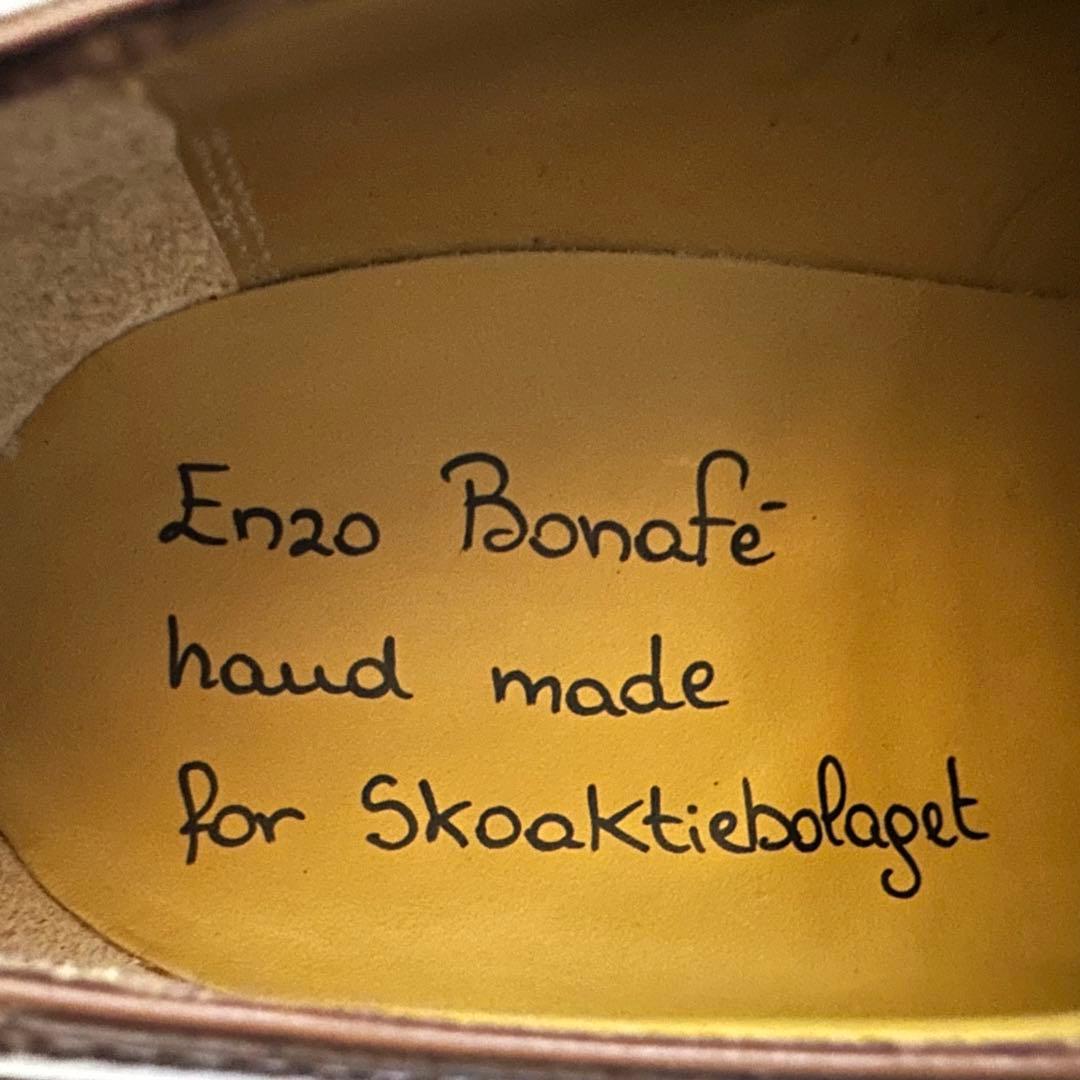 Enzo Bonafé
hand made
for Skoaktiebolaget